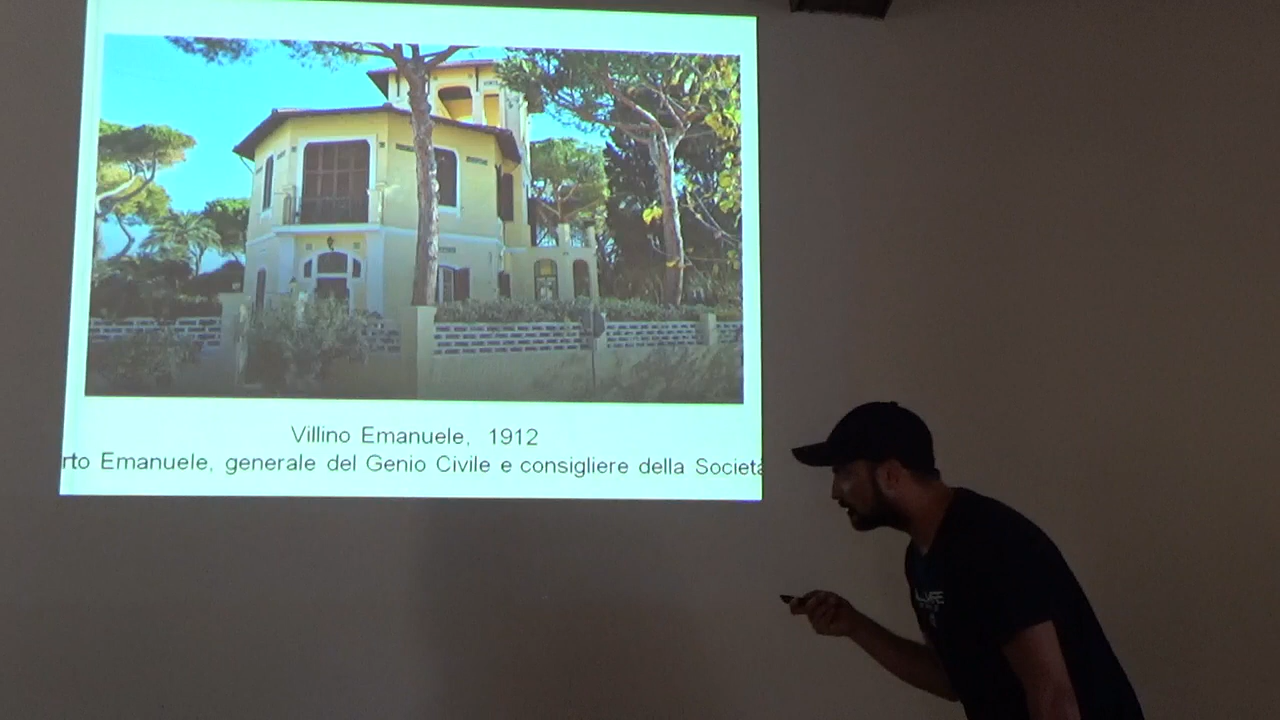 Villino Emanuele, 1912
rto Emanuele, generale del Genio Civile e consigliere della Società